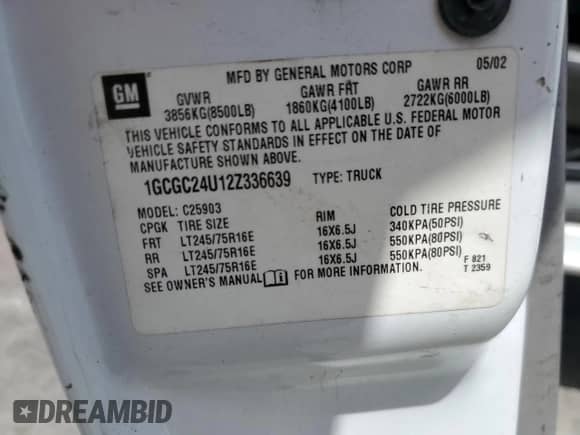 GM
MFD BY GENERAL MOTORS CORP 05/02
GVWR GAWR FRT GAWR RR
3856KG(8500LB) 1860KG(4100LB) 2722KG(6000LB)
THIS VEHICLE CONFORMS TO ALL APPLICABLE U.S. FEDERAL MOTOR
VEHICLE SAFETY STANDARDS IN EFFECT ON THE DATE OF
MANUFACTURE SHOWN ABOVE.
1GCGC24U12Z336639 TYPE: TRUCK
MODEL: C25903
CPGK TIRE SIZE RIM COLD TIRE PRESSURE
FRT LT245/75R16E 16X6.5J 340KPA(50PSI)
RR LT245/75R16E 16X6.5J 550KPA(80PSI)
SPA LT245/75R16E 16X6.5J 550KPA(80PSI)
SEE OWNER'S MANUAL FOR MORE INFORMATION.
F 821
T 2359
DREAMBID